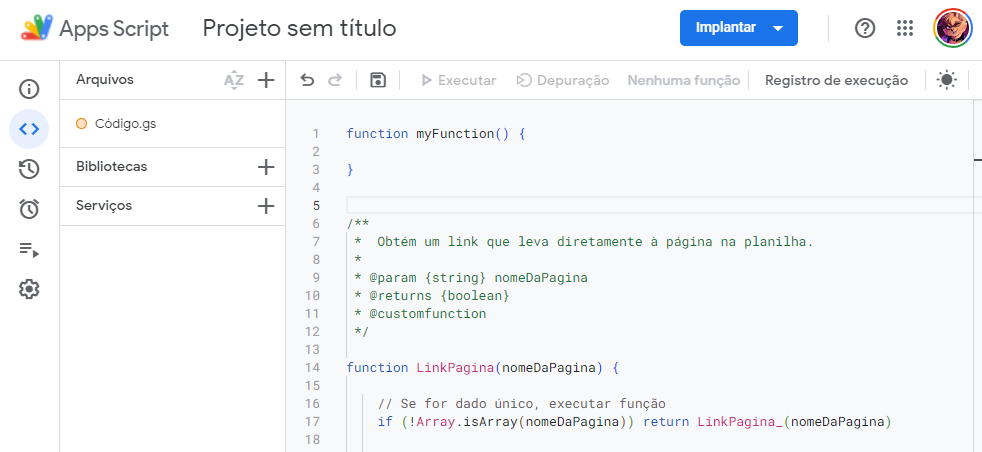 Apps Script Projeto sem título Implantar
Arquivos AZ
Executar Depuração Nenhuma função Registro de execução
Código.gs
Bibliotecas
Serviços
1 function myFunction() {
2
3 }
4
5
6 /**
7 *  Obtém um link que leva diretamente à página na planilha.
8 *
9 * @param {string} nomeDaPagina
10 * @returns {boolean}
11 * @customfunction
12 */
13
14 function LinkPagina(nomeDaPagina) {
15
16 // Se for dado único, executar função
17 if (!Array.isArray(nomeDaPagina)) return LinkPagina_(nomeDaPagina)
18